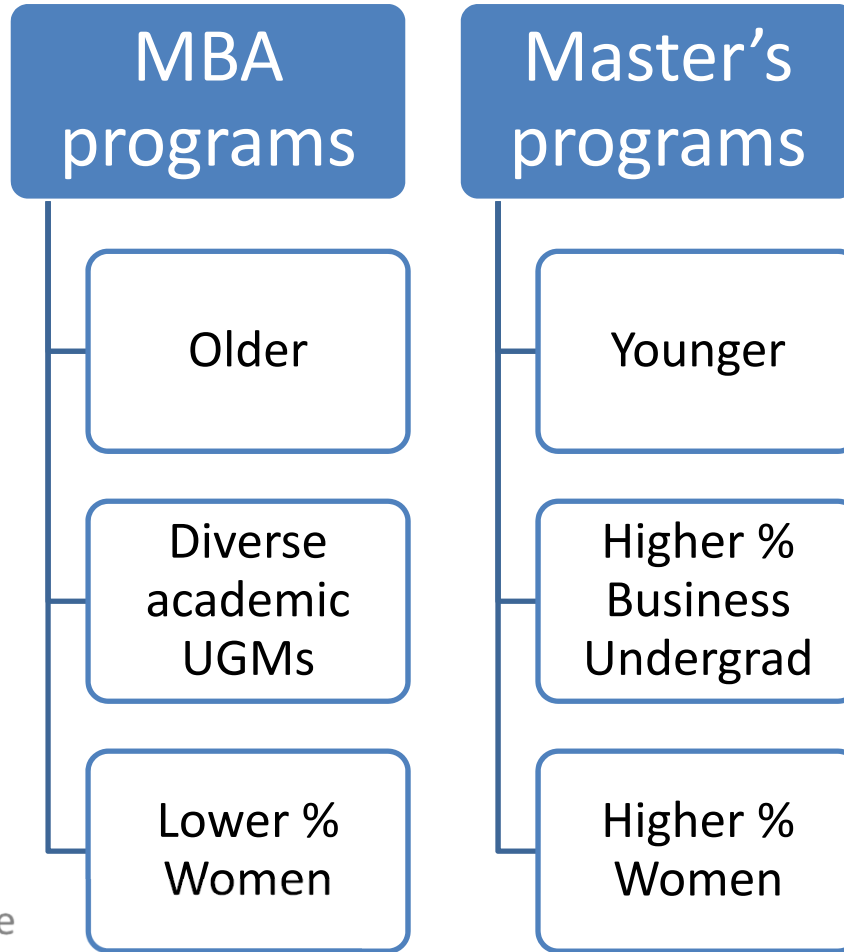 MBA
programs
Older
Diverse
academic
UGMs
Lower %
Women
Master's
programs
Younger
Higher %
Business
Undergrad
Higher %
Women